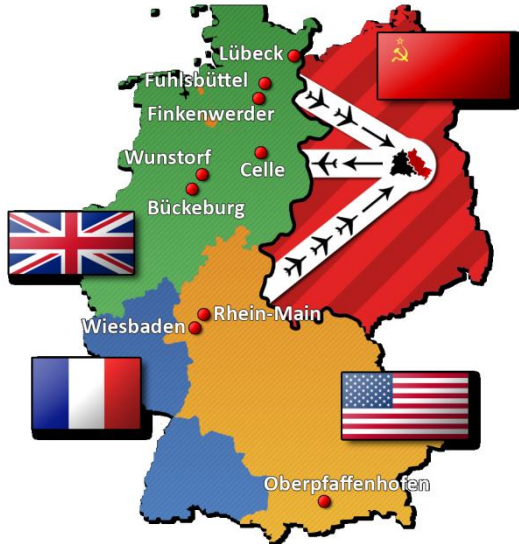 Lübeck
Fuhlsbüttel
Finkenwerder
Wunstorf
Celle
Bückeburg
Rhein-Main
Wiesbaden
Oberpfaffenhofen